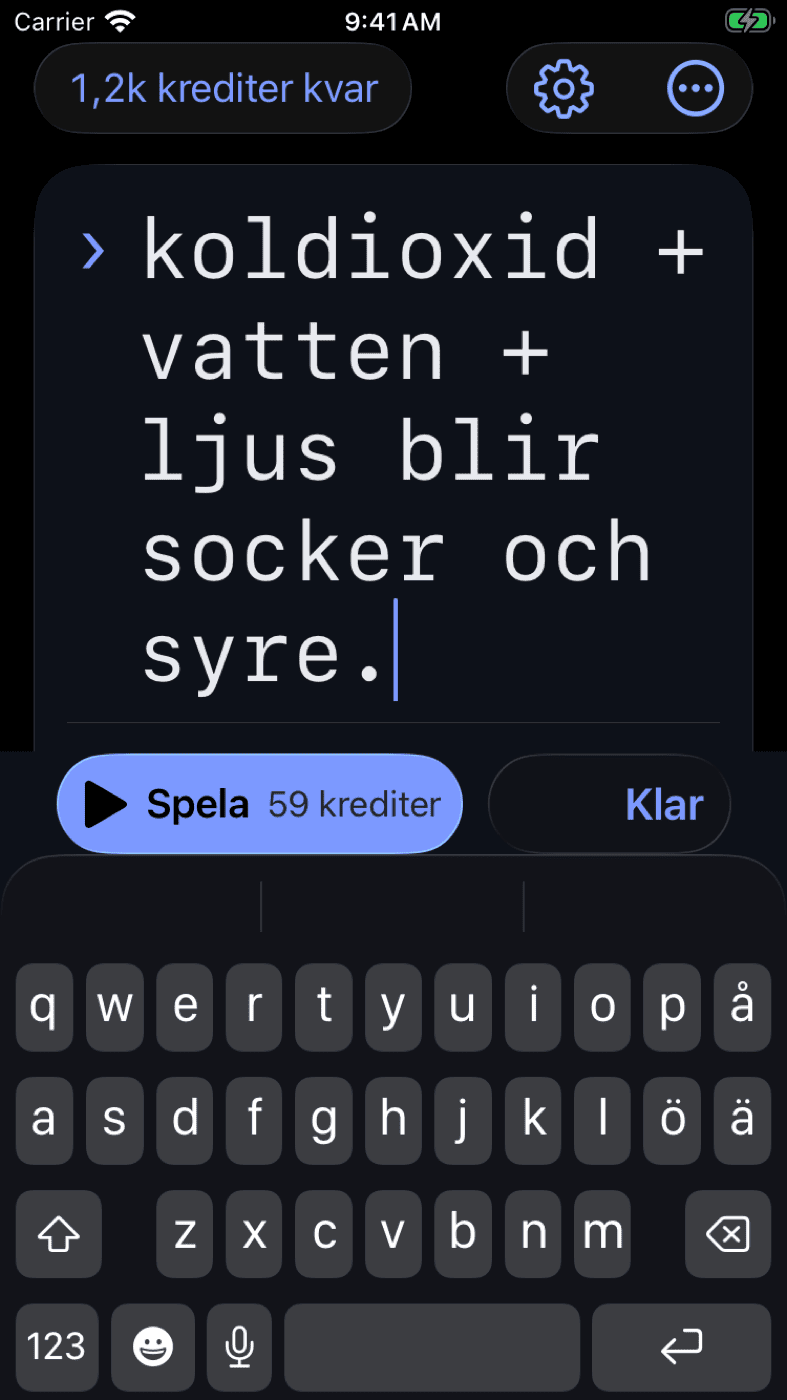 Carrier 9:41 AM
1,2k krediter kvar
› koldioxid +
vatten +
ljus blir
socker och
syre.
Spela 59 krediter Klar
q w e r t y u i o p å
a s d f g h j k l ö ä
z x c v b n m
123